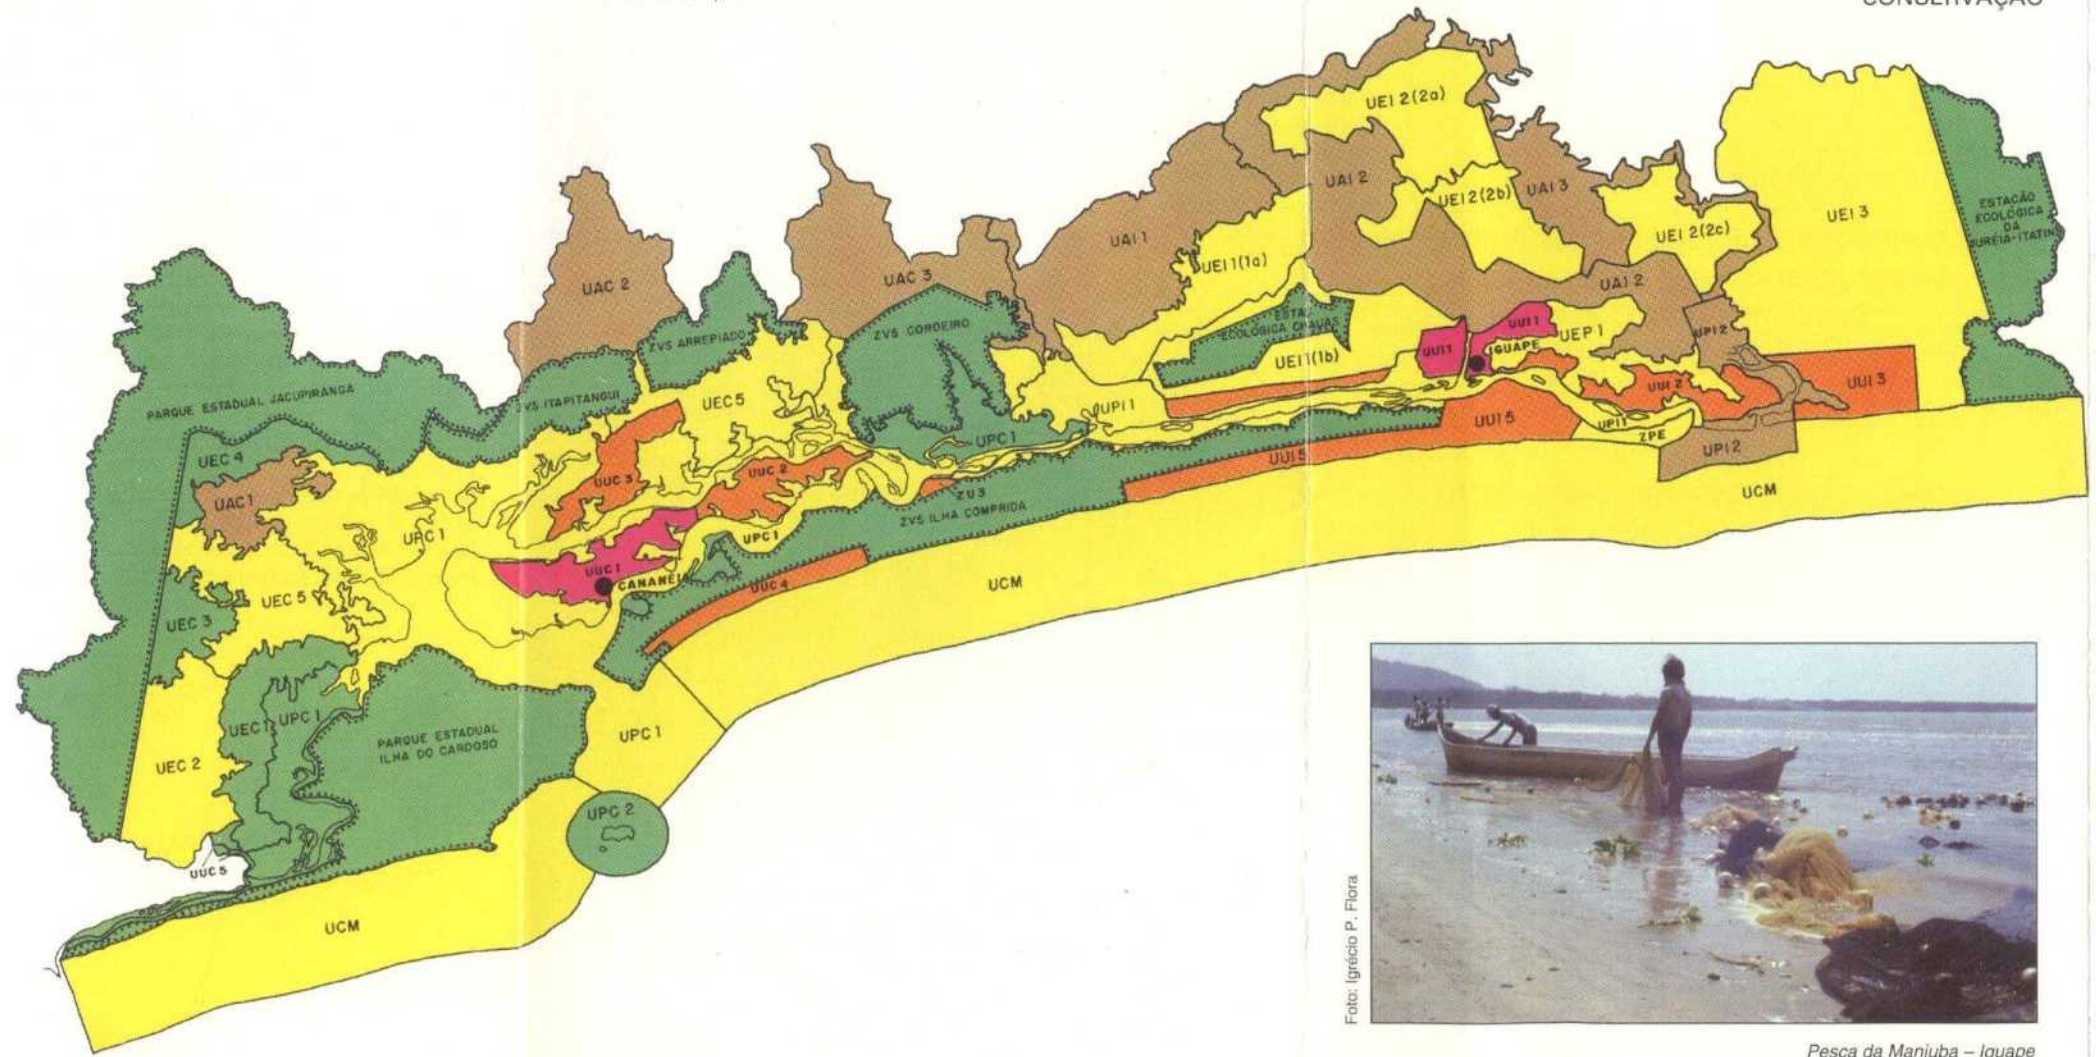 CONSERVAÇÃO
UEI 2(2a)
UAI 2
UEI 2(2b)
UAI 3
UEI 3
ESTAÇÃO
ECOLÓGICA
DA
UEI 2(2c)
UAI 1
UEI 1(1a)
UAC 3
UAC 2
UAI 2
ZVS CORDEIRO
ZVS ARREPIADO
ECOLÓGICA CHAUAS
UUI 1
UEP 1
UPI 2
UUI 1
IGUAPE
UEI 1(1b)
UUI 2
UUI 3
PARQUE ESTADUAL JACUPIRANGA
ZVS ITAPITANGUI
UEC 5
UPI 1
UUI 5
UPI 1
ZPE
UPI 2
UPC 1
UEC 4
UUI 5
UUC 2
UUC 3
ZU 3
UCM
UAC 1
ZVS ILHA COMPRIDA
UPC 1
UPC 1
UUC 1
CANANÉIA
UUC 4
UCM
UEC 5
UEC 3
UEC 1
UPC 1
PARQUE ESTADUAL
ILHA DO CARDOSO
UPC 1
UEC 2
UPC 2
UUC 5
UCM
Foto: Igrécio P. Flora
Pesca da Manjuba – Iguape